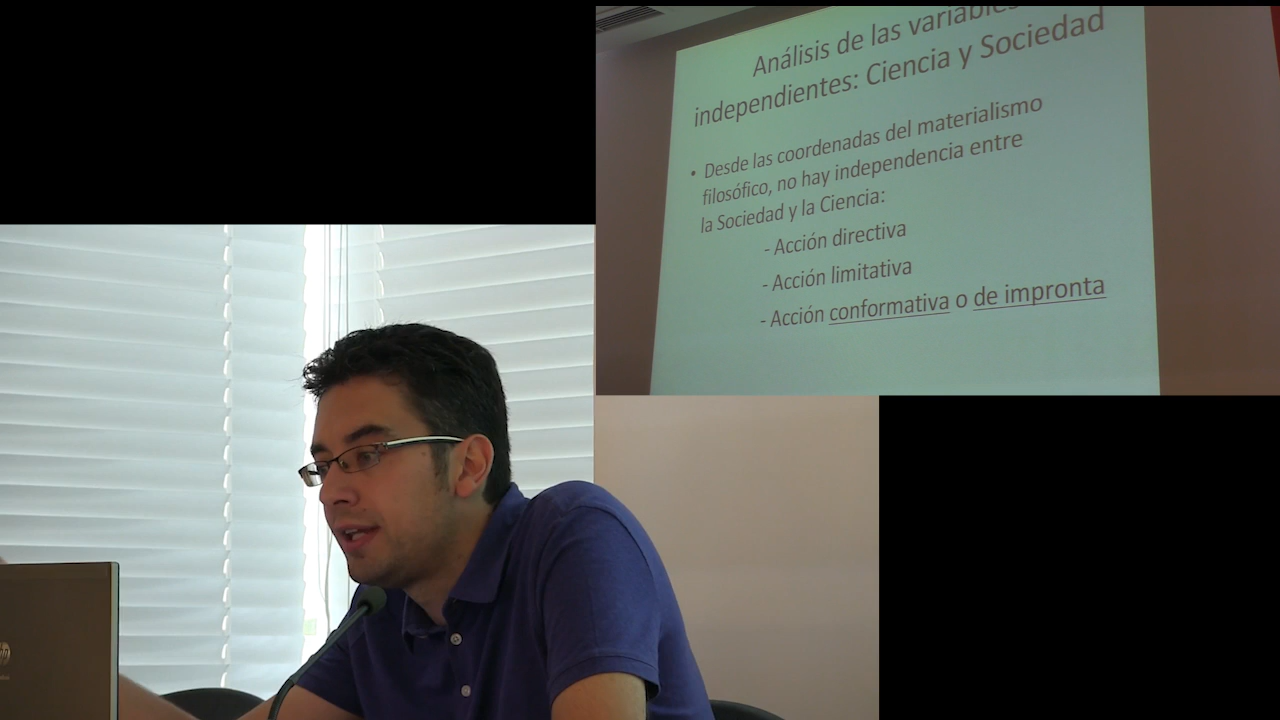 Análisis de las variables
independientes: Ciencia y Sociedad
• Desde las coordenadas del materialismo
filosófico, no hay independencia entre
la Sociedad y la Ciencia:
- Acción directiva
- Acción limitativa
- Acción conformativa o de impronta